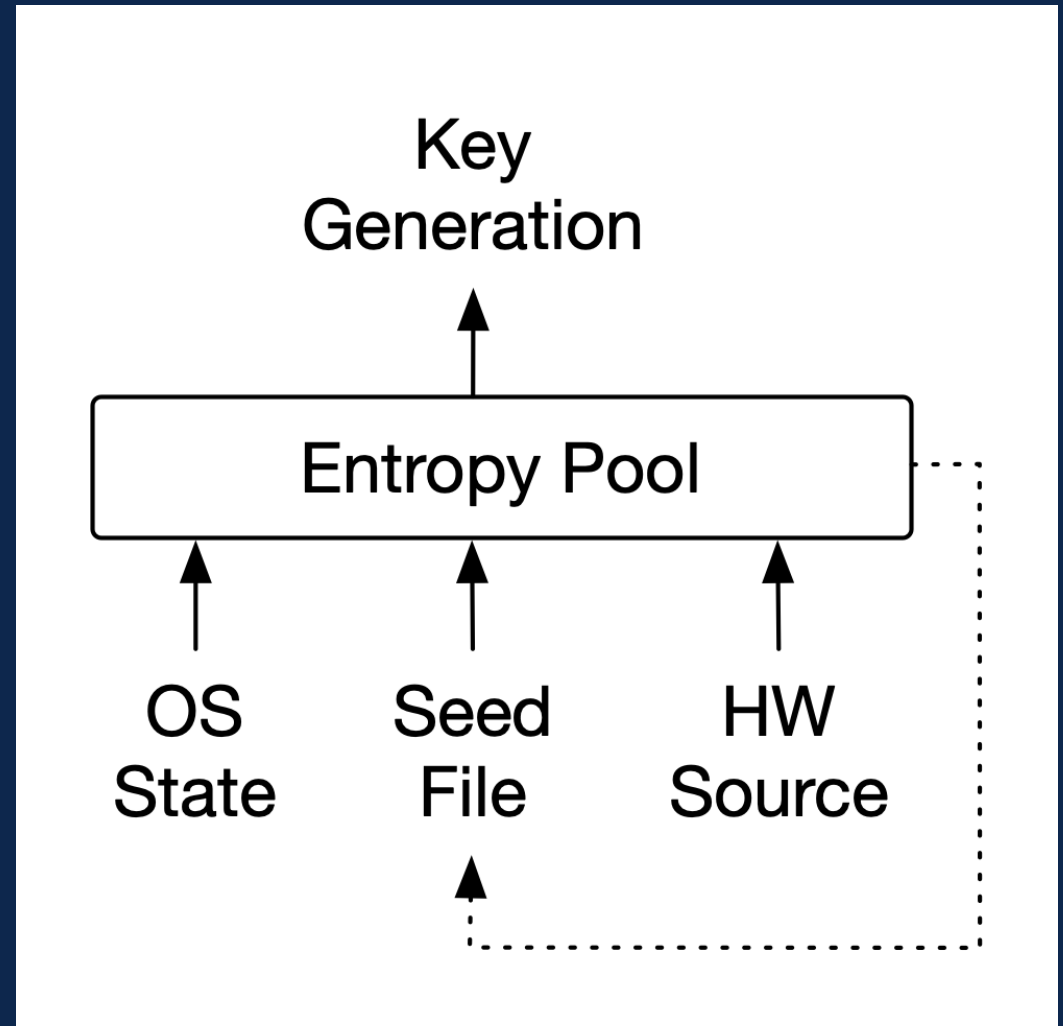 Key
Generation
Entropy Pool
OS
State
Seed
File
HW
Source